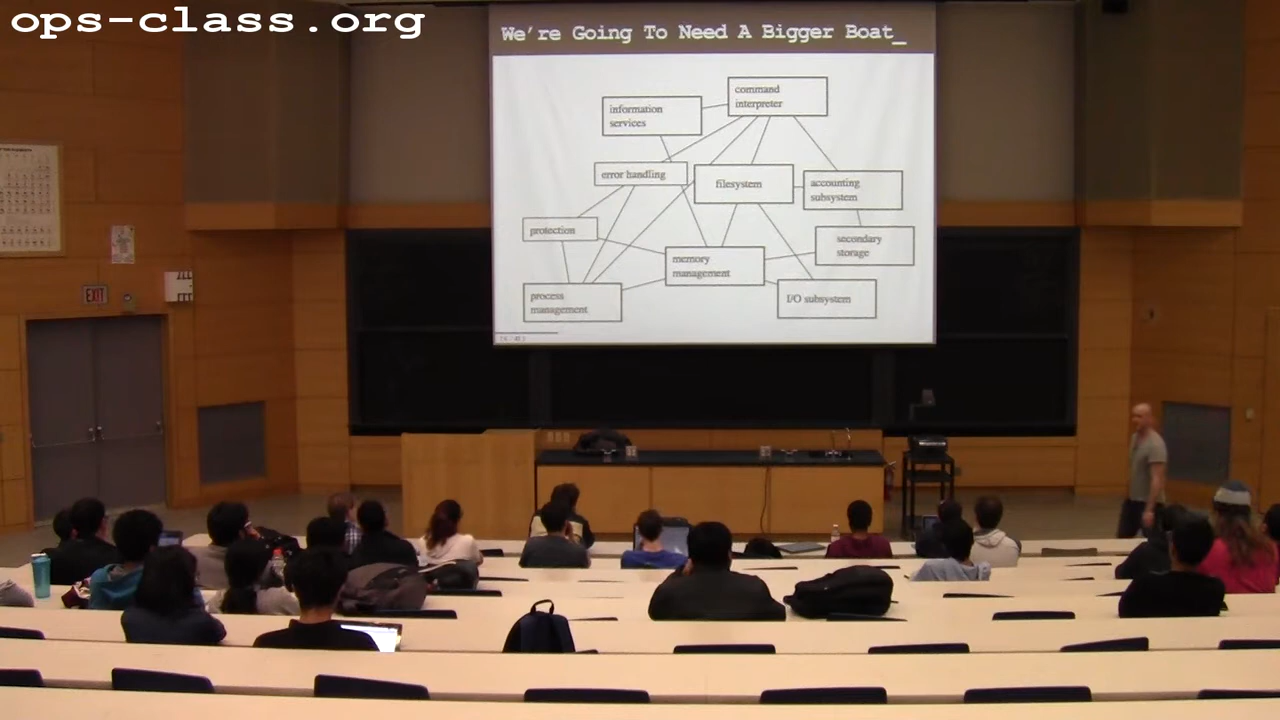 ops-class.org
We're Going To Need A Bigger Boat_
command
interpreter
information
services
error handling
filesystem
accounting
subsystem
protection
secondary
storage
memory
management
process
management
I/O subsystem
EXIT